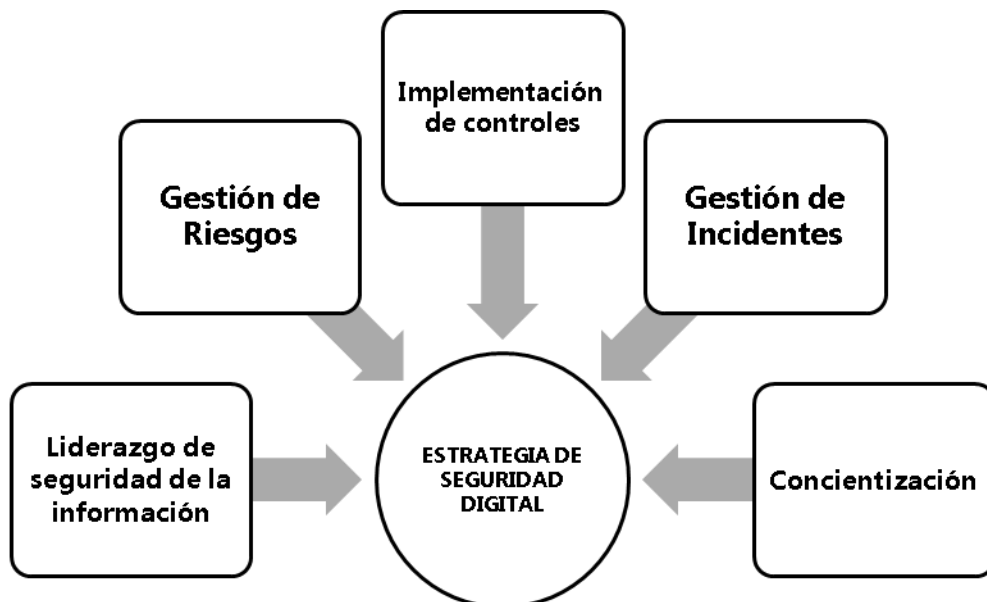 Implementación
de controles
Gestión de
Riesgos
Gestión de
Incidentes
Liderazgo de
seguridad de la
información
ESTRATEGIA DE
SEGURIDAD
DIGITAL
Concientización